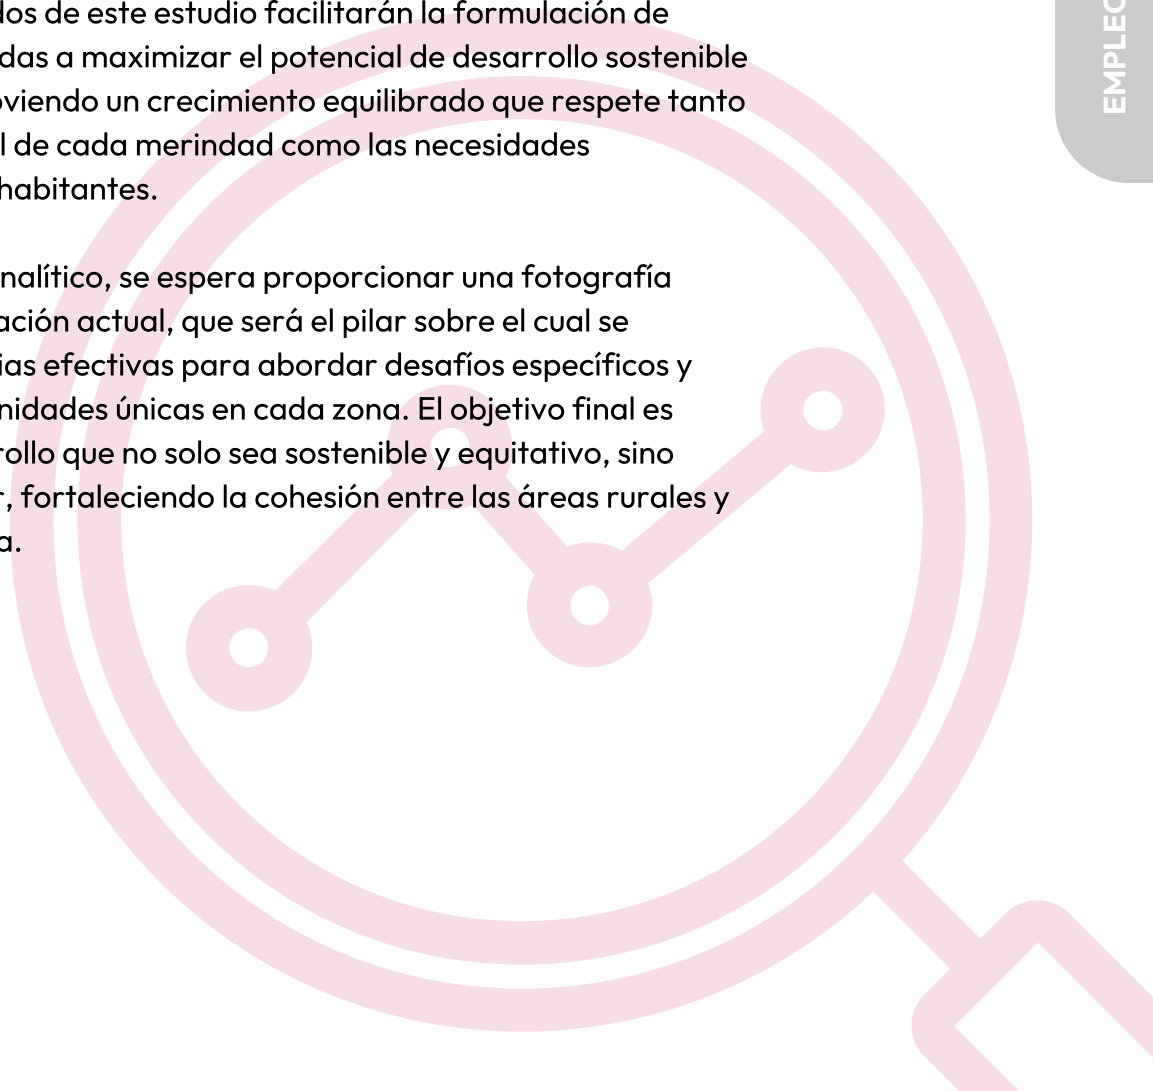 dos de este estudio facilitarán la formulación de
das a maximizar el potencial de desarrollo sostenible
oviendo un crecimiento equilibrado que respete tanto
l de cada merindad como las necesidades
habitantes.
nalítico, se espera proporcionar una fotografía
ación actual, que será el pilar sobre el cual se
ias efectivas para abordar desafíos específicos y
nidades únicas en cada zona. El objetivo final es
rollo que no solo sea sostenible y equitativo, sino
r, fortaleciendo la cohesión entre las áreas rurales y
a.
EMPLEO